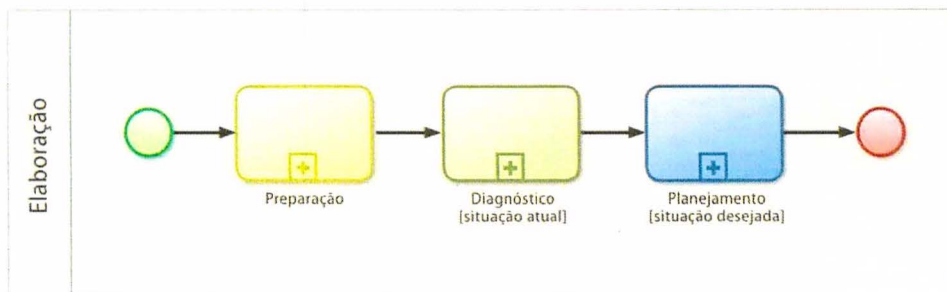 Elaboração
Preparação
Diagnóstico
[situação atual]
Planejamento
[situação desejada]